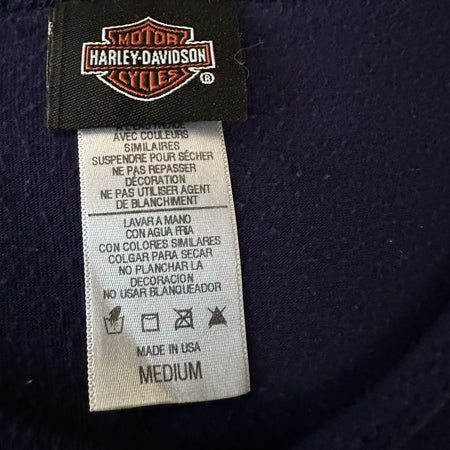 MOTOR
HARLEY-DAVIDSON
CYCLES
®
AVEC COULEURS
SIMILAIRES
SUSPENDRE POUR SÉCHER
NE PAS REPASSER
DÉCORATION
NE PAS UTILISER AGENT
DE BLANCHIMENT
LAVAR A MANO
CON AGUA FRIA
CON COLORES SIMILARES
COLGAR PARA SECAR
NO PLANCHAR LA
DECORACION
NO USAR BLANQUEADOR
MADE IN USA
MEDIUM